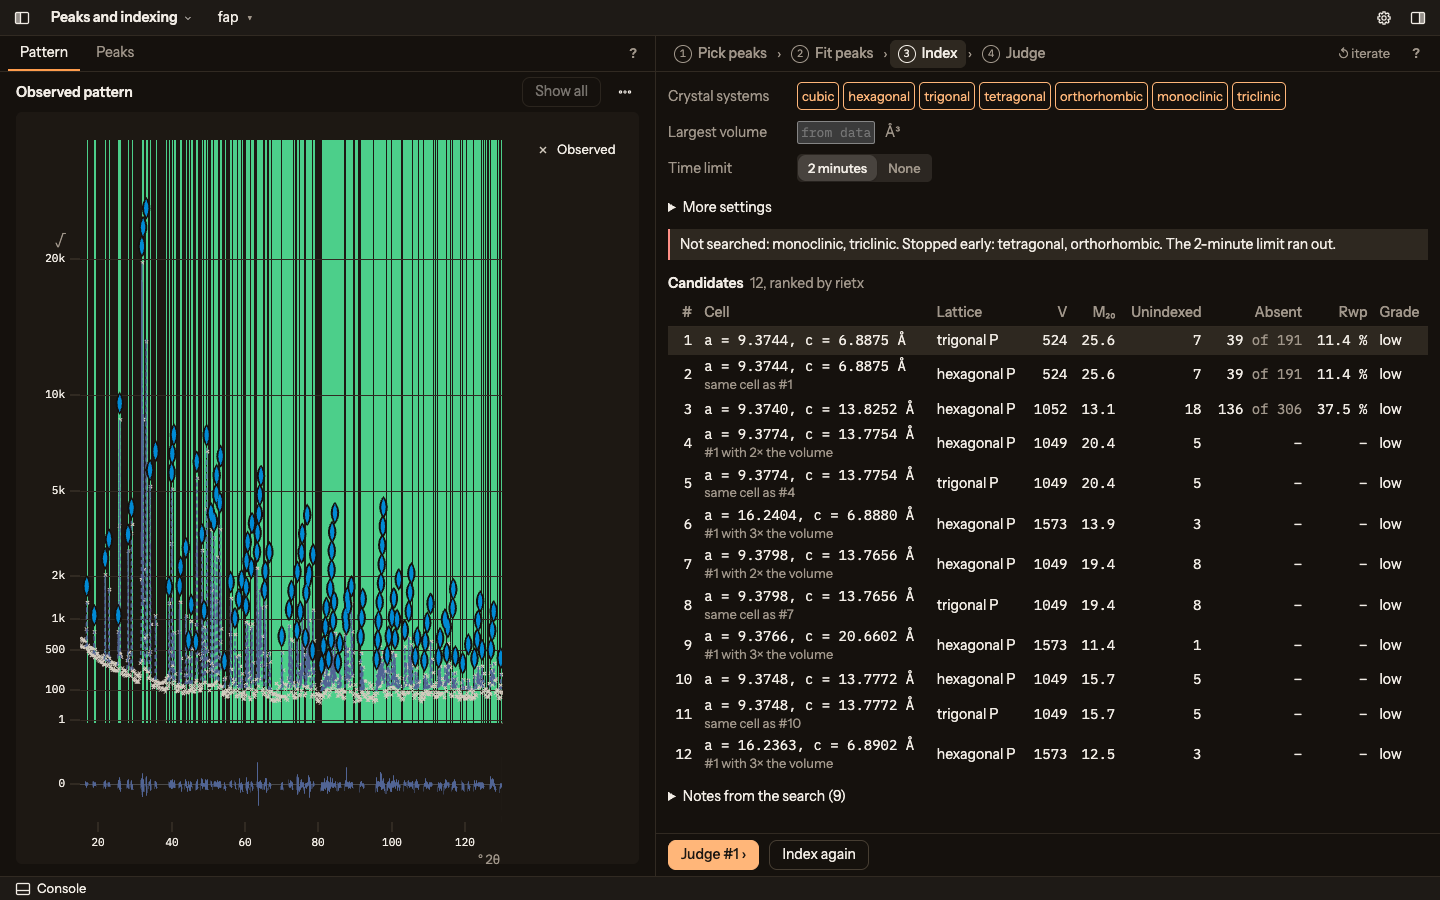 Peaks and indexing fap
Pattern Peaks ?
1 Pick peaks › 2 Fit peaks › 3 Index › 4 Judge iterate ?
Observed pattern Show all •••
× Observed
√
20k
10k
5k
2k
1k
500
100
1
0
20 40 60 80 100 120
°2θ
Crystal systems cubic hexagonal trigonal tetragonal orthorhombic monoclinic triclinic
Largest volume from data Å³
Time limit 2 minutes None
More settings
Not searched: monoclinic, triclinic. Stopped early: tetragonal, orthorhombic. The 2-minute limit ran out.
Candidates 12, ranked by rietx
# Cell Lattice V M₂₀ Unindexed Absent Rwp Grade
1 a = 9.3744, c = 6.8875 Å trigonal P 524 25.6 7 39 of 191 11.4 % low
2 a = 9.3744, c = 6.8875 Å hexagonal P 524 25.6 7 39 of 191 11.4 % low
same cell as #1
3 a = 9.3740, c = 13.8252 Å hexagonal P 1052 13.1 18 136 of 306 37.5 % low
4 a = 9.3774, c = 13.7754 Å hexagonal P 1049 20.4 5 – – low
#1 with 2× the volume
5 a = 9.3774, c = 13.7754 Å trigonal P 1049 20.4 5 – – low
same cell as #4
6 a = 16.2404, c = 6.8880 Å hexagonal P 1573 13.9 3 – – low
#1 with 3× the volume
7 a = 9.3798, c = 13.7656 Å hexagonal P 1049 19.4 8 – – low
#1 with 2× the volume
8 a = 9.3798, c = 13.7656 Å trigonal P 1049 19.4 8 – – low
same cell as #7
9 a = 9.3766, c = 20.6602 Å hexagonal P 1573 11.4 1 – – low
#1 with 3× the volume
10 a = 9.3748, c = 13.7772 Å hexagonal P 1049 15.7 5 – – low
11 a = 9.3748, c = 13.7772 Å trigonal P 1049 15.7 5 – – low
same cell as #10
12 a = 16.2363, c = 6.8902 Å hexagonal P 1573 12.5 3 – – low
#1 with 3× the volume
Notes from the search (9)
Judge #1 › Index again
Console